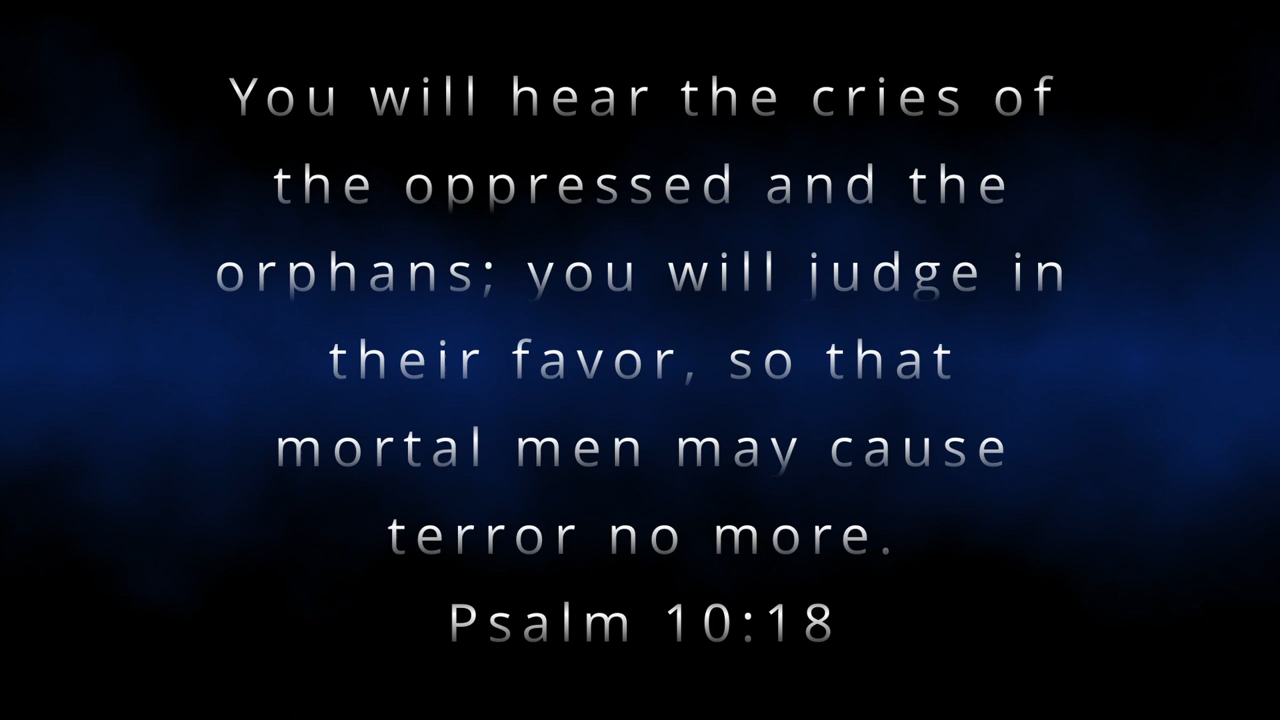 You will hear the cries of
the oppressed and the
orphans; you will judge in
their favor, so that
mortal men may cause
terror no more.
Psalm 10:18